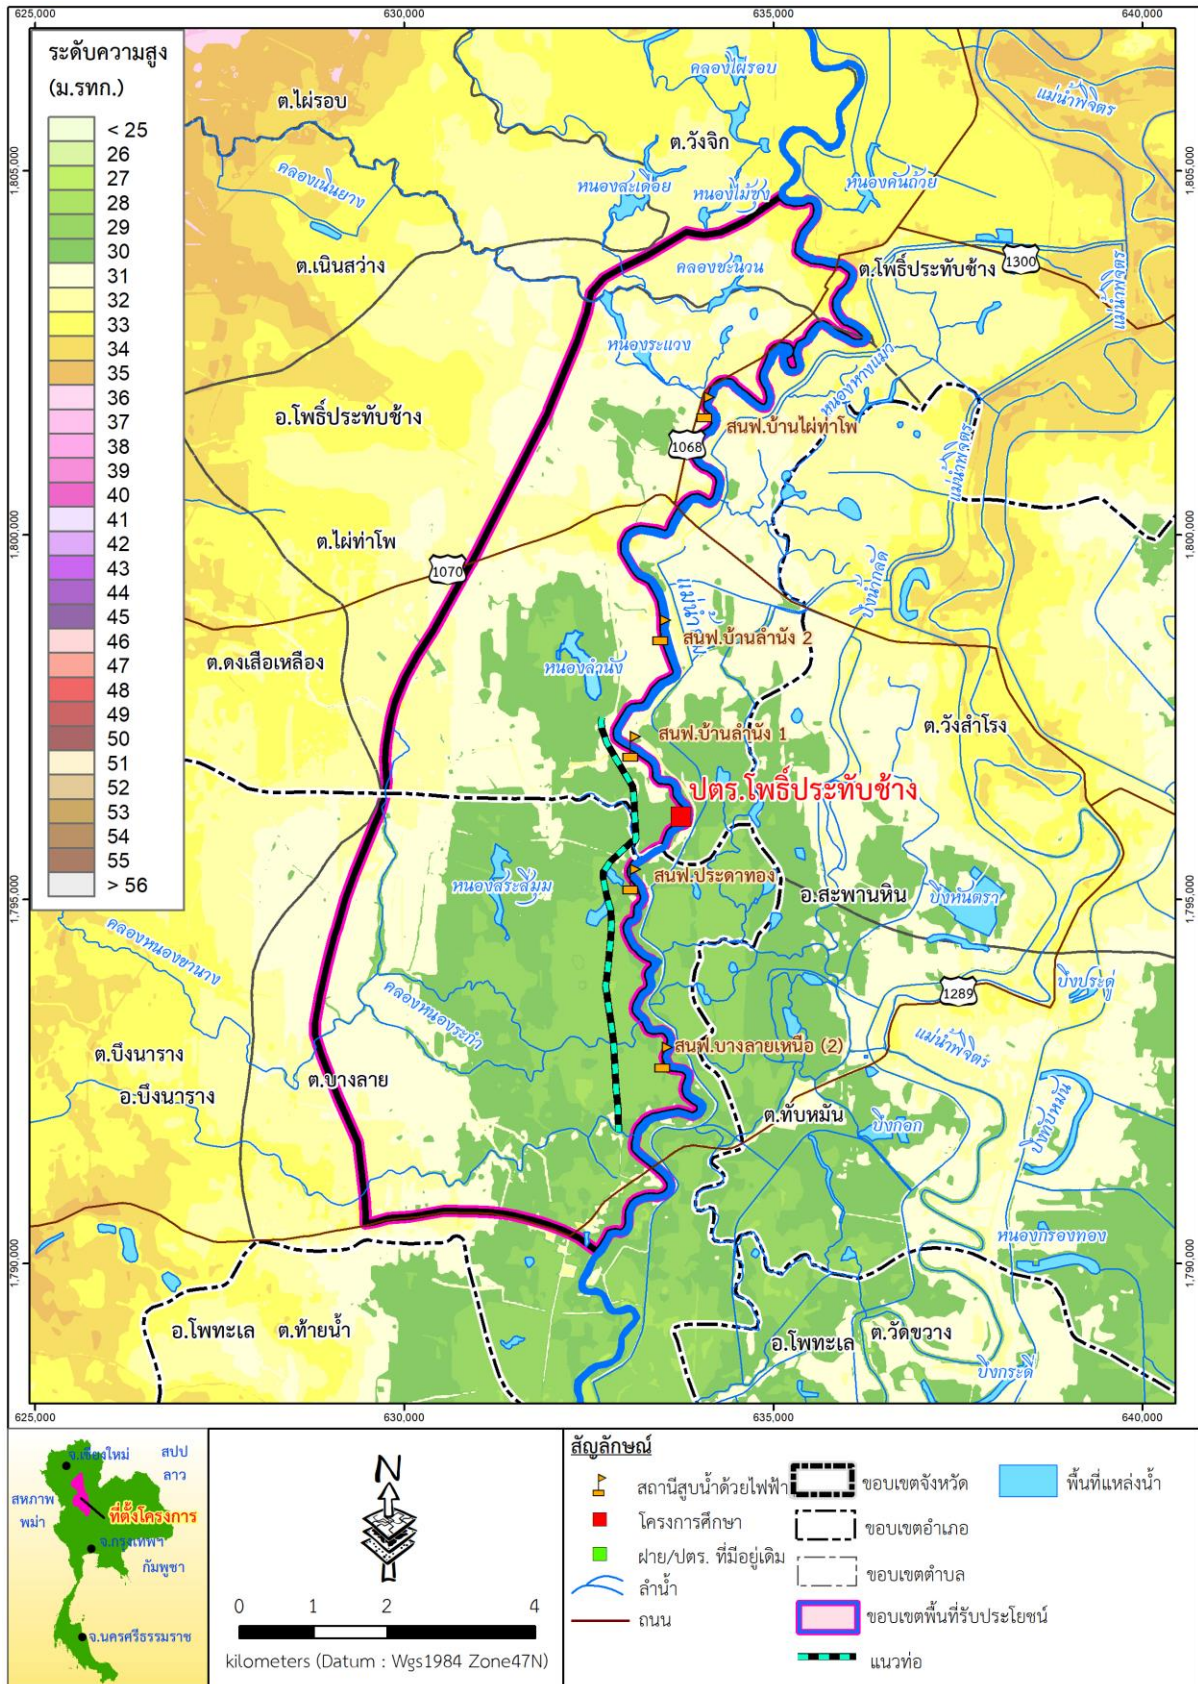 625,000
630,000
635,000
640,000
ระดับความสูง
(ม.รทก.)
< 25
26
27
28
29
30
31
32
33
34
35
36
37
38
39
40
41
42
43
44
45
46
47
48
49
50
51
52
53
54
55
> 56
1,805,000
1,800,000
1,795,000
1,790,000
1,805,000
1,800,000
1,795,000
1,790,000
คลองไผ่รอบ
แม่น้ำพิจิตร
ต.ไผ่รอบ
ต.วังจิก
คลองเนินยาง
หนองสะเดือย
หนองไม้ซุง
หนองคันถ้วย
ต.เนินสว่าง
คลองชะนวน
ต.โพธิ์ประทับช้าง
1300
แม่น้ำพิจิตร
หนองระแวง
หนองหางแมว
อ.โพธิ์ประทับช้าง
สนฟ.บ้านไผ่ท่าโพ
1068
แม่น้ำพิจิตร
ต.ไผ่ท่าโพ
1070
บึงน้ำกลัด
สนฟ.บ้านลำนัง 2
ต.ดงเสือเหลือง
หนองลำนัง
ต.วังสำโรง
สนฟ.บ้านลำนัง 1
ปตร.โพธิ์ประทับช้าง
สนฟ.ประดาทอง
หนองสระสี่มุม
อ.สะพานหิน
บึงหันตรา
คลองหนองยานาง
1289
บึงประดู่
คลองหนองระกำ
แม่น้ำพิจิตร
สนฟ.บางลายเหนือ (2)
ต.บึงนาราง
ต.บางลาย
อ.บึงนาราง
ต.ทับหมัน
บึงกอก
บึงทับหมัน
หนองกรองทอง
อ.โพทะเล
ต.ท้ายน้ำ
อ.โพทะเล
ต.วัดขวาง
บึงกระดี่
625,000
630,000
635,000
640,000
จ.เชียงใหม่
สปป
ลาว
สหภาพ
พม่า
ที่ตั้งโครงการ
จ.กรุงเทพฯ
กัมพูชา
จ.นครศรีธรรมราช
N
0
1
2
4
kilometers (Datum : Wgs1984 Zone47N)
สัญลักษณ์
สถานีสูบน้ำด้วยไฟฟ้า
โครงการศึกษา
ฝาย/ปตร. ที่มีอยู่เดิม
ลำน้ำ
ถนน
ขอบเขตจังหวัด
ขอบเขตอำเภอ
ขอบเขตตำบล
ขอบเขตพื้นที่รับประโยชน์
แนวท่อ
พื้นที่แหล่งน้ำ